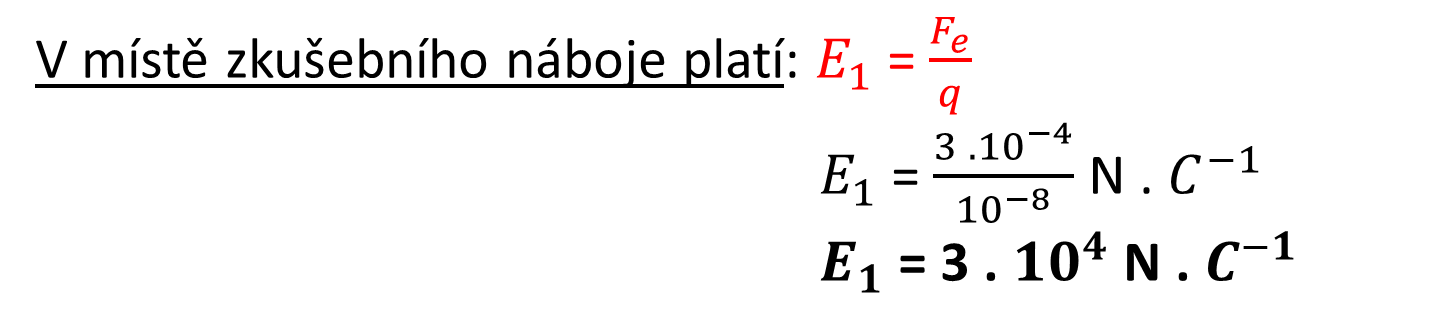 V místě zkušebního náboje platí: E₁ = Fₑ/q
E₁ = 3 .10⁻⁴/10⁻⁸ N . C⁻¹
E₁ = 3 . 10⁴ N . C⁻¹